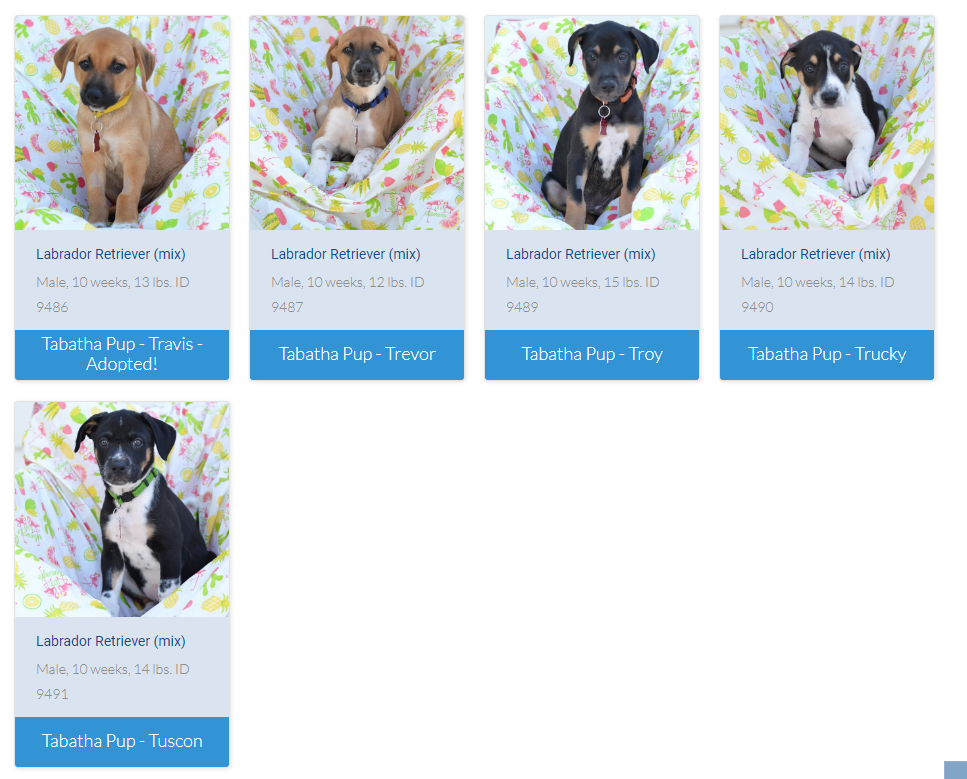 Labrador Retriever (mix)
Male, 10 weeks, 13 lbs. ID
9486
Tabatha Pup - Travis -
Adopted!
Labrador Retriever (mix)
Male, 10 weeks, 12 lbs. ID
9487
Tabatha Pup - Trevor
Labrador Retriever (mix)
Male, 10 weeks, 15 lbs. ID
9489
Tabatha Pup - Troy
Labrador Retriever (mix)
Male, 10 weeks, 14 lbs. ID
9490
Tabatha Pup - Trucky
Labrador Retriever (mix)
Male, 10 weeks, 14 lbs. ID
9491
Tabatha Pup - Tuscon